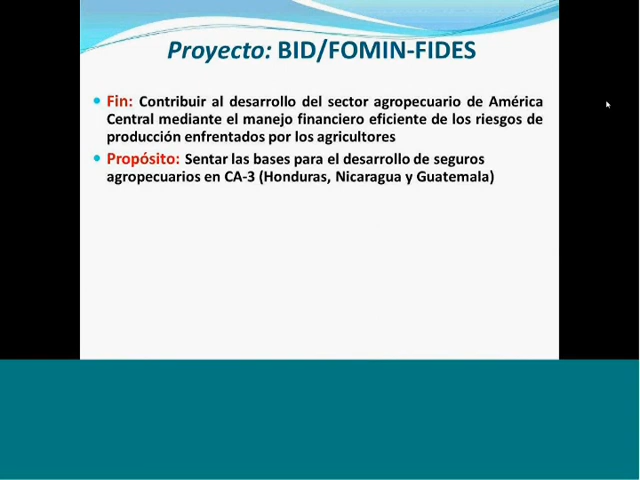 Proyecto: BID/FOMIN-FIDES
Fin: Contribuir al desarrollo del sector agropecuario de América
Central mediante el manejo financiero eficiente de los riesgos de
producción enfrentados por los agricultores
Propósito: Sentar las bases para el desarrollo de seguros
agropecuarios en CA-3 (Honduras, Nicaragua y Guatemala)